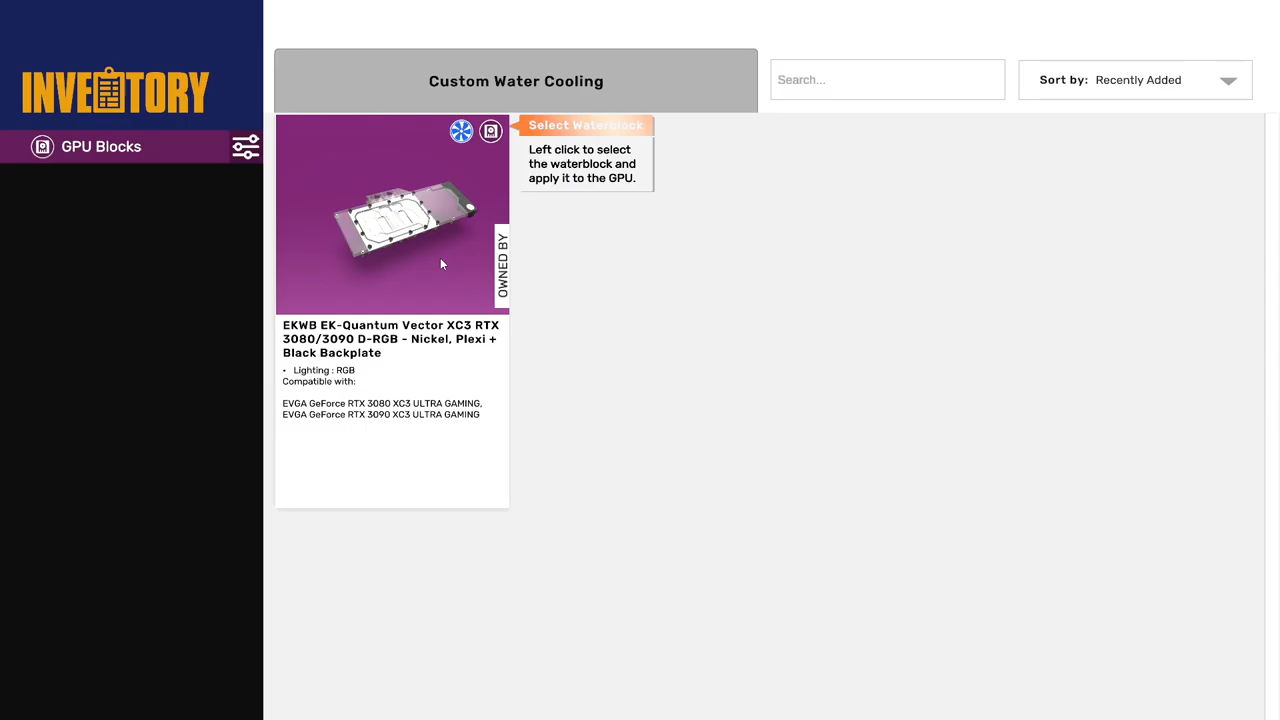 INVENTORY
GPU Blocks
Custom Water Cooling
Search...
Sort by: Recently Added
Select Waterblock
Left click to select
the waterblock and
apply it to the GPU.
OWNED BY
EKWB EK-Quantum Vector XC3 RTX
3080/3090 D-RGB - Nickel, Plexi +
Black Backplate
• Lighting : RGB
Compatible with:
EVGA GeForce RTX 3080 XC3 ULTRA GAMING,
EVGA GeForce RTX 3090 XC3 ULTRA GAMING